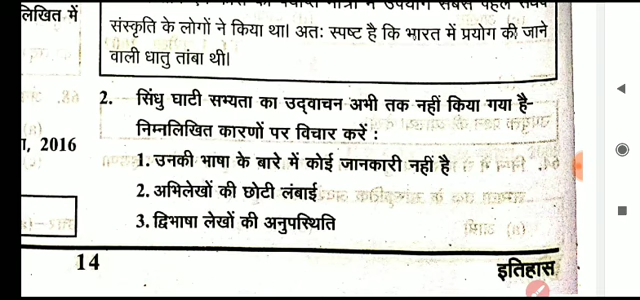 लिखित में
संस्कृति के लोगों ने किया था। अतः स्पष्ट है कि भारत में प्रयोग की जाने
वाली धातु तांबा थी।
2. सिंधु घाटी सभ्यता का उद्‌वाचन अभी तक नहीं किया गया है-
निम्नलिखित कारणों पर विचार करें :
2016
1. उनकी भाषा के बारे में कोई जानकारी नहीं है
2. अभिलेखों की छोटी लंबाई
3. द्विभाषा लेखों की अनुपस्थिति
14
इतिहास